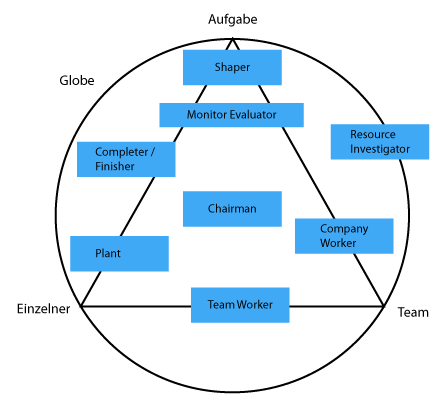 Aufgabe
Shaper
Globe
Monitor Evaluator
Resource
Investigator
Completer /
Finisher
Chairman
Company
Worker
Plant
Team Worker
Einzelner
Team